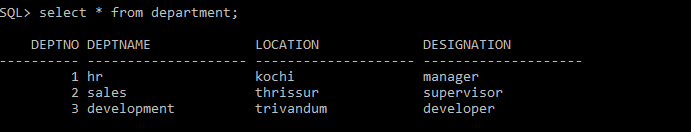 SQL> select * from department;
    DEPTNO DEPTNAME             LOCATION             DESIGNATION
---------- -------------------- -------------------- --------------------
         1 hr                   kochi                manager
         2 sales                thrissur             supervisor
         3 development          trivandum            developer